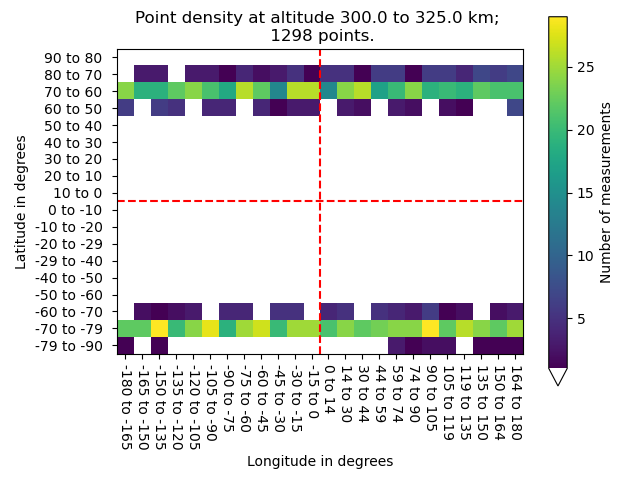 Point density at altitude 300.0 to 325.0 km;
1298 points.
90 to 80
80 to 70
70 to 60
60 to 50
50 to 40
40 to 30
30 to 20
20 to 10
10 to 0
0 to -10
-10 to -20
-20 to -29
-29 to -40
-40 to -50
-50 to -60
-60 to -70
-70 to -79
-79 to -90
Latitude in degrees
-180 to -165
-165 to -150
-150 to -135
-135 to -120
-120 to -105
-105 to -90
-90 to -75
-75 to -60
-60 to -45
-45 to -30
-30 to -15
-15 to 0
0 to 14
14 to 30
30 to 44
44 to 59
59 to 74
74 to 90
90 to 105
105 to 119
119 to 135
135 to 150
150 to 164
164 to 180
Longitude in degrees
25
20
15
10
5
Number of measurements